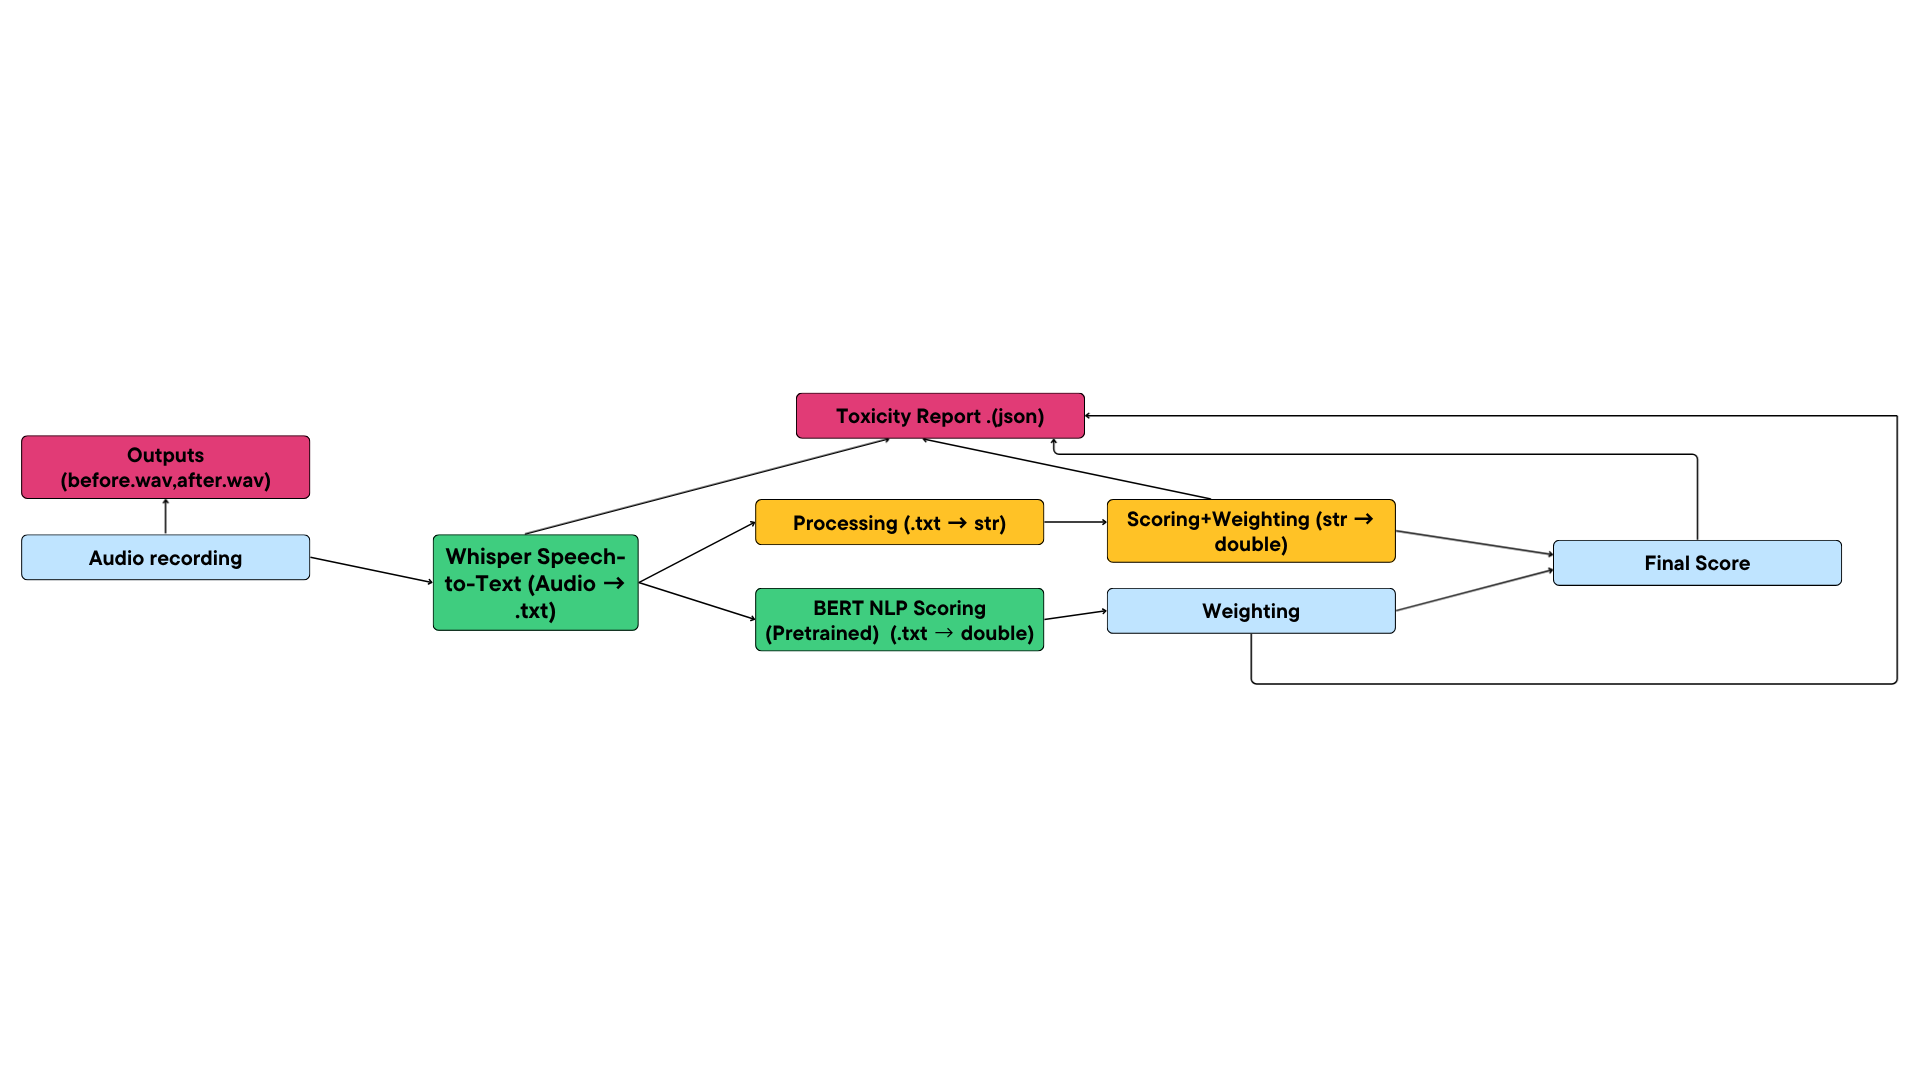 Toxicity Report .(json)
Outputs
(before.wav,after.wav)
Audio recording
Whisper Speech-
to-Text (Audio →
.txt)
Processing (.txt → str)
Scoring+Weighting (str →
double)
BERT NLP Scoring
(Pretrained)  (.txt → double)
Weighting
Final Score